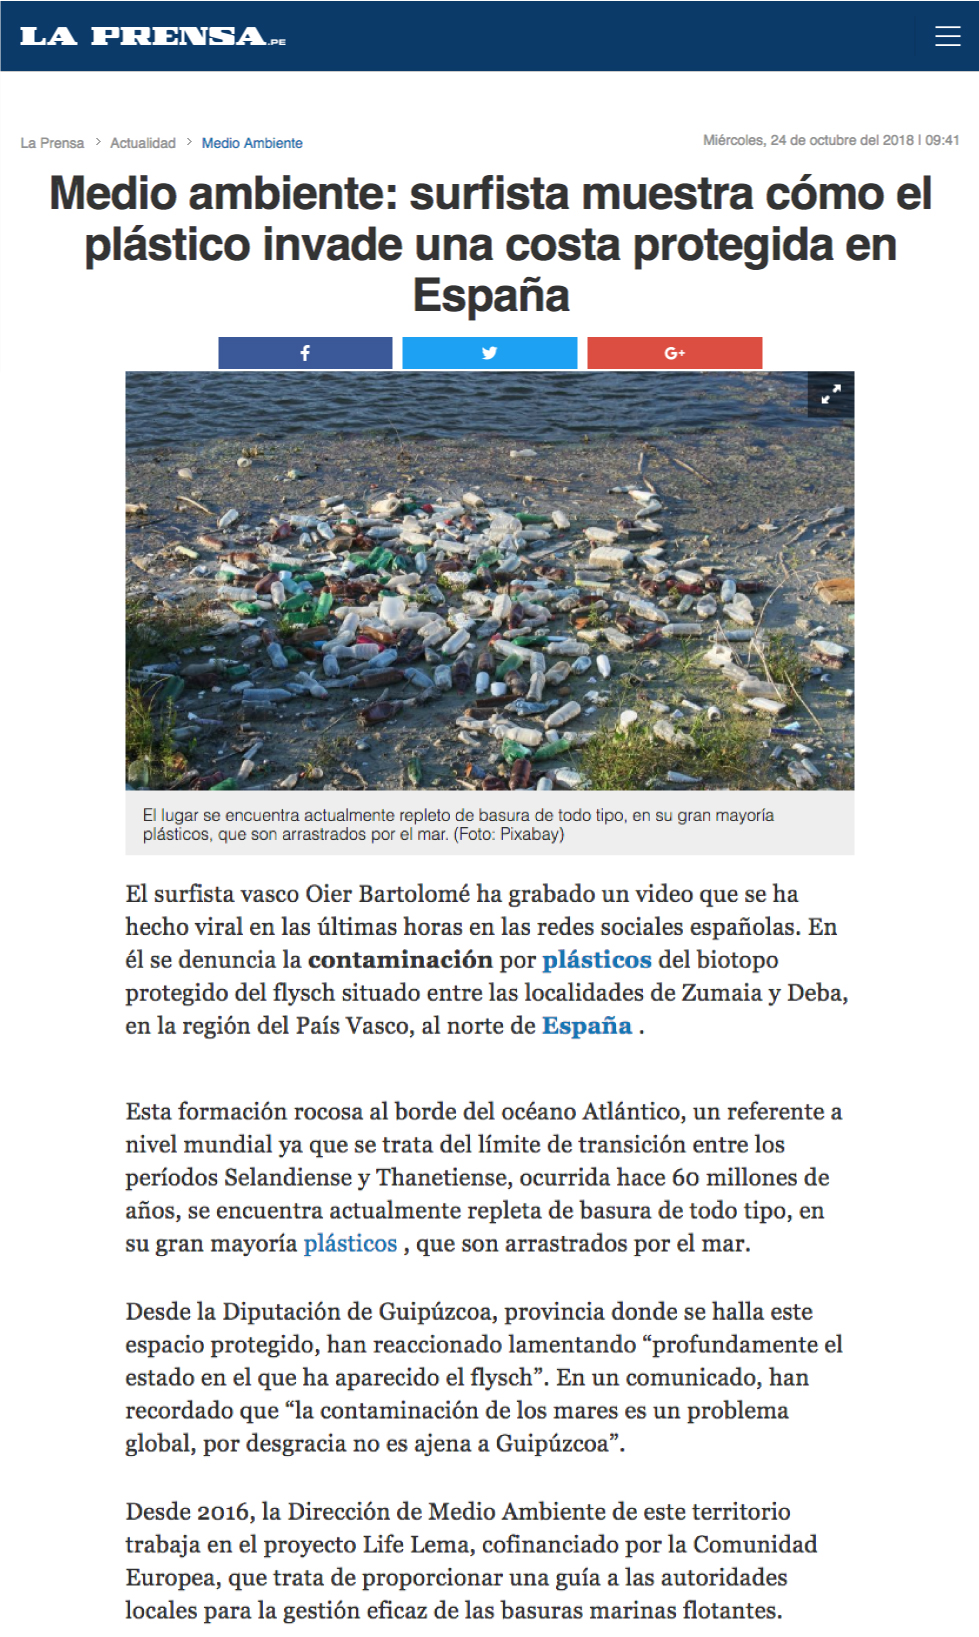 LA PRENSA.PE
La Prensa > Actualidad > Medio Ambiente
Miércoles, 24 de octubre del 2018 | 09:41
Medio ambiente: surfista muestra cómo el
plástico invade una costa protegida en
España
f
G+
El lugar se encuentra actualmente repleto de basura de todo tipo, en su gran mayoría
plásticos, que son arrastrados por el mar. (Foto: Pixabay)
El surfista vasco Oier Bartolomé ha grabado un video que se ha
hecho viral en las últimas horas en las redes sociales españolas. En
él se denuncia la contaminación por plásticos del biotopo
protegido del flysch situado entre las localidades de Zumaia y Deba,
en la región del País Vasco, al norte de España .
Esta formación rocosa al borde del océano Atlántico, un referente a
nivel mundial ya que se trata del límite de transición entre los
períodos Selandiense y Thanetiense, ocurrida hace 60 millones de
años, se encuentra actualmente repleta de basura de todo tipo, en
su gran mayoría plásticos , que son arrastrados por el mar.
Desde la Diputación de Guipúzcoa, provincia donde se halla este
espacio protegido, han reaccionado lamentando “profundamente el
estado en el que ha aparecido el flysch”. En un comunicado, han
recordado que “la contaminación de los mares es un problema
global, por desgracia no es ajena a Guipúzcoa”.
Desde 2016, la Dirección de Medio Ambiente de este territorio
trabaja en el proyecto Life Lema, cofinanciado por la Comunidad
Europea, que trata de proporcionar una guía a las autoridades
locales para la gestión eficaz de las basuras marinas flotantes.